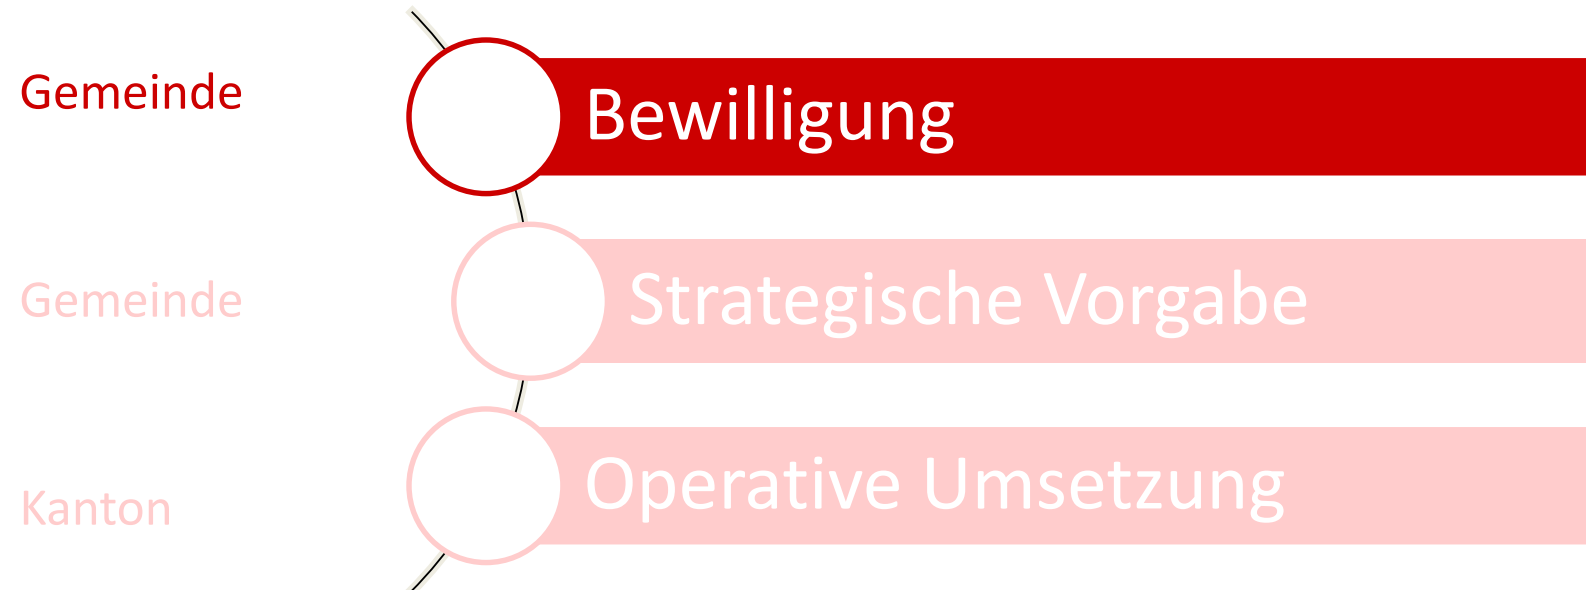 Gemeinde
Bewilligung
Gemeinde
Strategische Vorgabe
Kanton
Operative Umsetzung